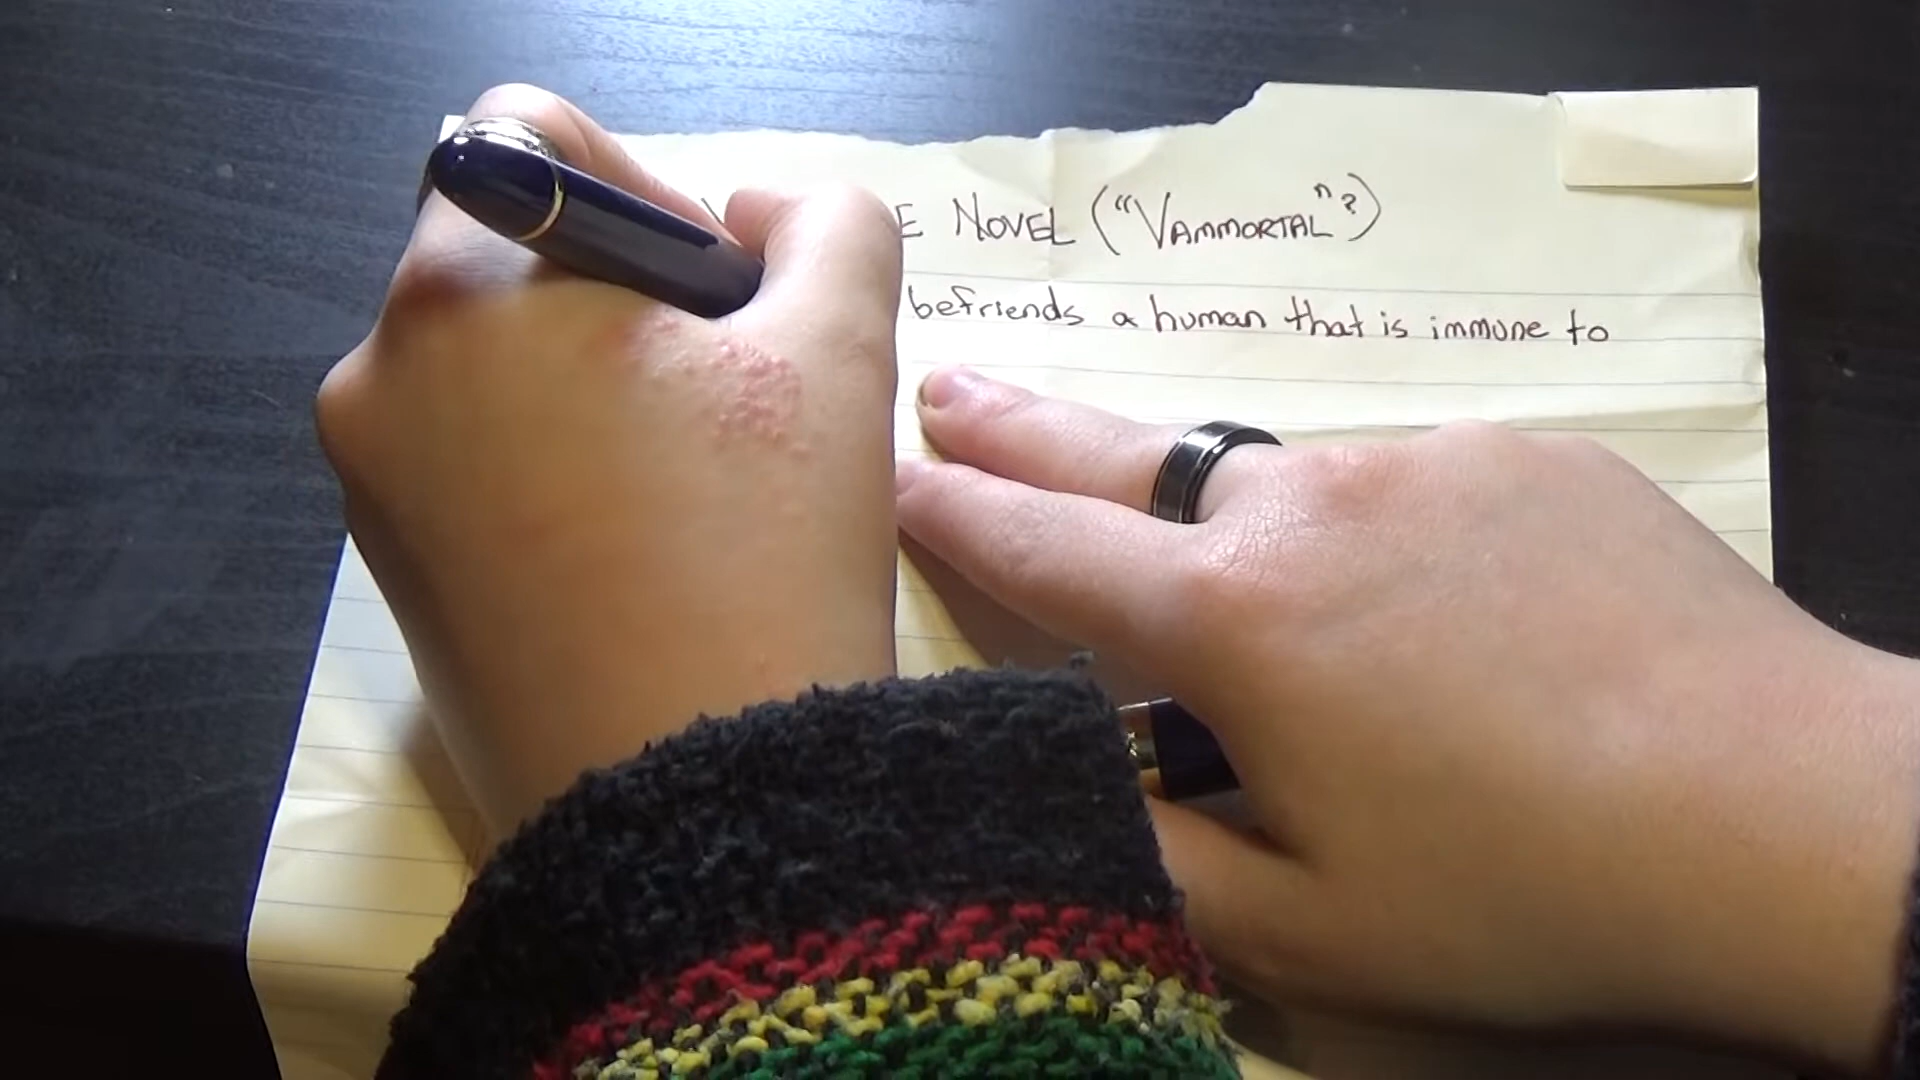 NOVEL ("VAMMORTAL"?)
befriends a human that is immune to